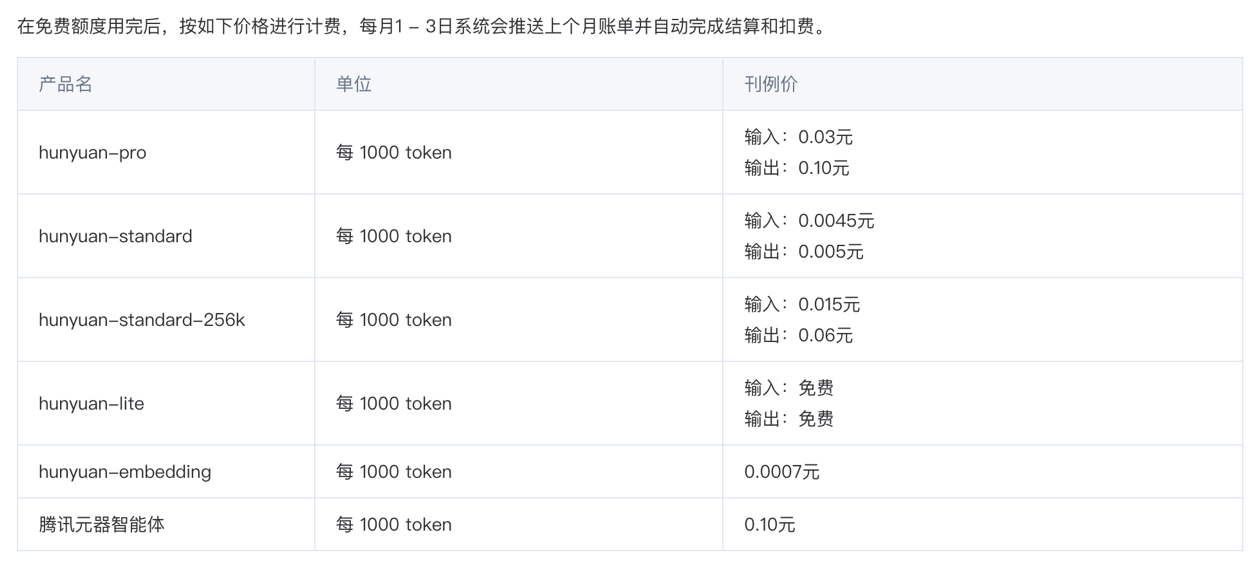 在免费额度用完后，按如下价格进行计费，每月1 – 3日系统会推送上个月账单并自动完成结算和扣费。
产品名 单位 刊例价
hunyuan-pro 每 1000 token 输入：0.03元
输出：0.10元
hunyuan-standard 每 1000 token 输入：0.0045元
输出：0.005元
hunyuan-standard-256k 每 1000 token 输入：0.015元
输出：0.06元
hunyuan-lite 每 1000 token 输入：免费
输出：免费
hunyuan-embedding 每 1000 token 0.0007元
腾讯元器智能体 每 1000 token 0.10元